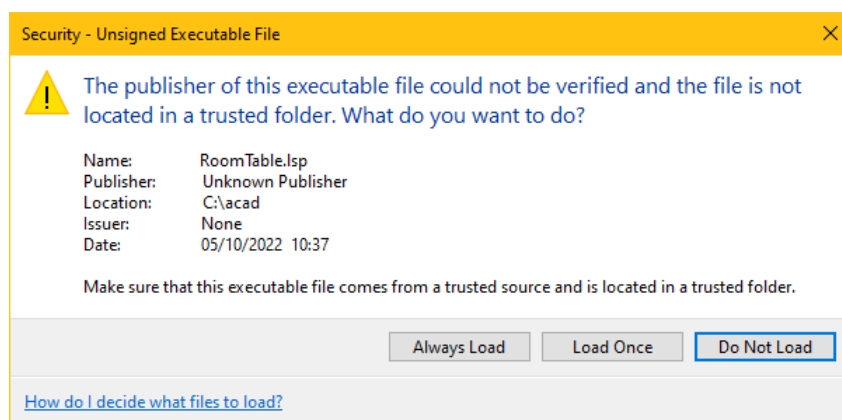 Security - Unsigned Executable File
The publisher of this executable file could not be verified and the file is not
located in a trusted folder. What do you want to do?
Name: RoomTable.lsp
Publisher: Unknown Publisher
Location: C:\acad
Issuer: None
Date: 05/10/2022 10:37
Make sure that this executable file comes from a trusted source and is located in a trusted folder.
Always Load Load Once Do Not Load
How do I decide what files to load?